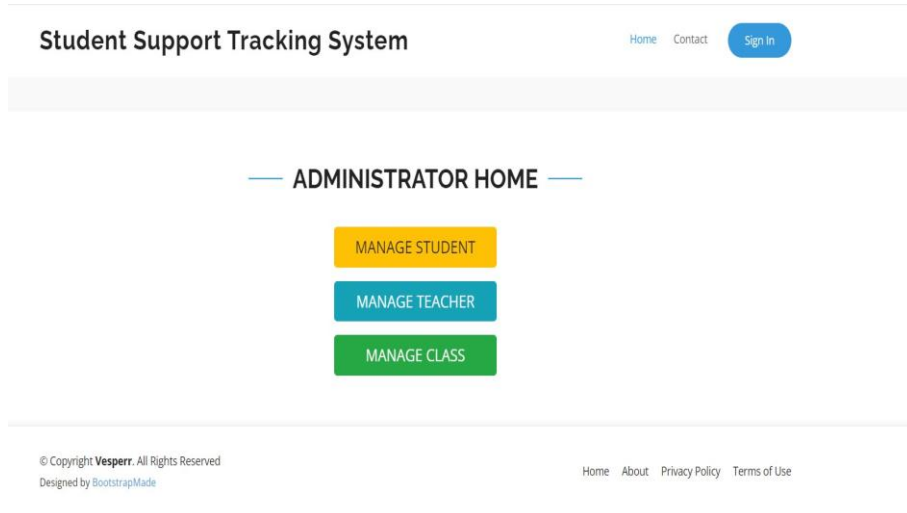 Student Support Tracking System
Home Contact Sign In
ADMINISTRATOR HOME
MANAGE STUDENT
MANAGE TEACHER
MANAGE CLASS
© Copyright Vesperr. All Rights Reserved
Designed by BootstrapMade
Home About Privacy Policy Terms of Use